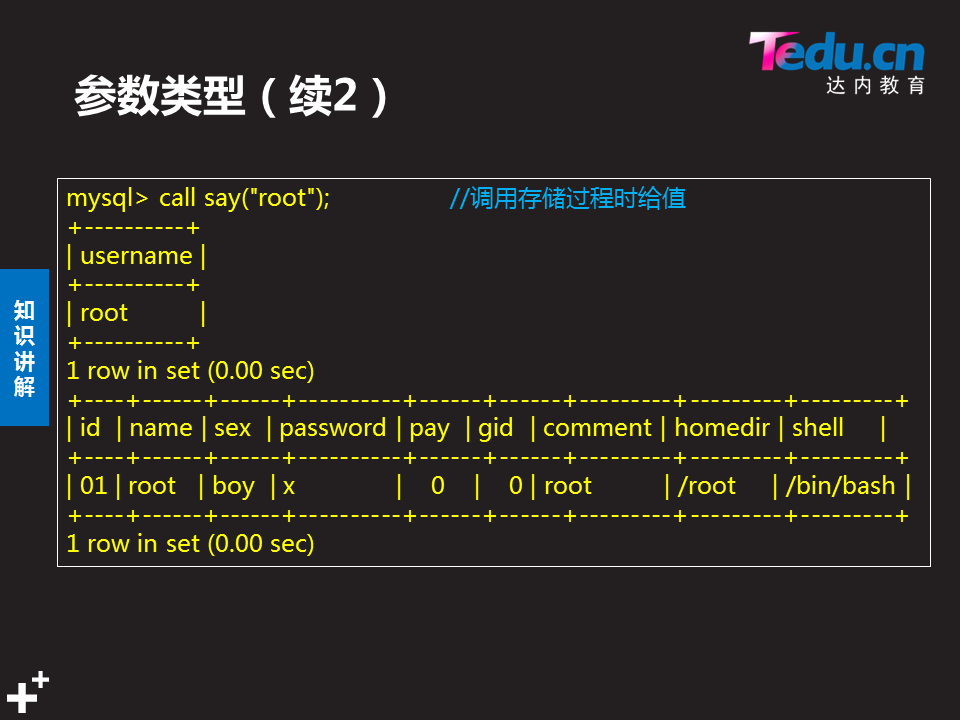 Tedu.cn
达内教育
参数类型（续2）
mysql> call say("root"); //调用存储过程时给值
+----------+
| username |
+----------+
| root |
+----------+
1 row in set (0.00 sec)
+----+------+------+----------+------+------+---------+---------+---------+
| id | name | sex | password | pay | gid | comment | homedir | shell |
+----+------+------+----------+------+------+---------+---------+---------+
| 01 | root | boy | x | 0 | 0 | root | /root | /bin/bash |
+----+------+------+----------+------+------+---------+---------+---------+
1 row in set (0.00 sec)
知识讲解